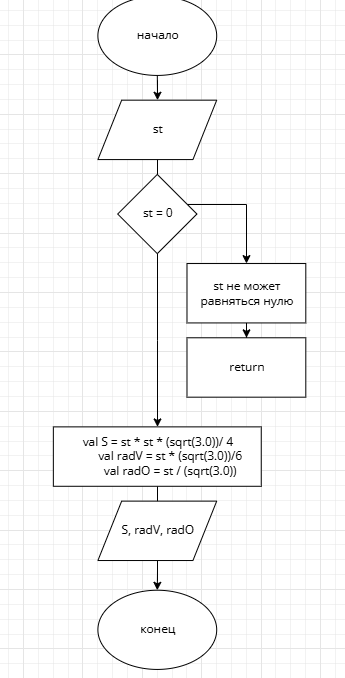 начало
st
st = 0
st не может
равняться нулю
return
val S = st * st * (sqrt(3.0))/ 4
val radV = st * (sqrt(3.0))/6
val radO = st / (sqrt(3.0))
S, radV, radO
конец